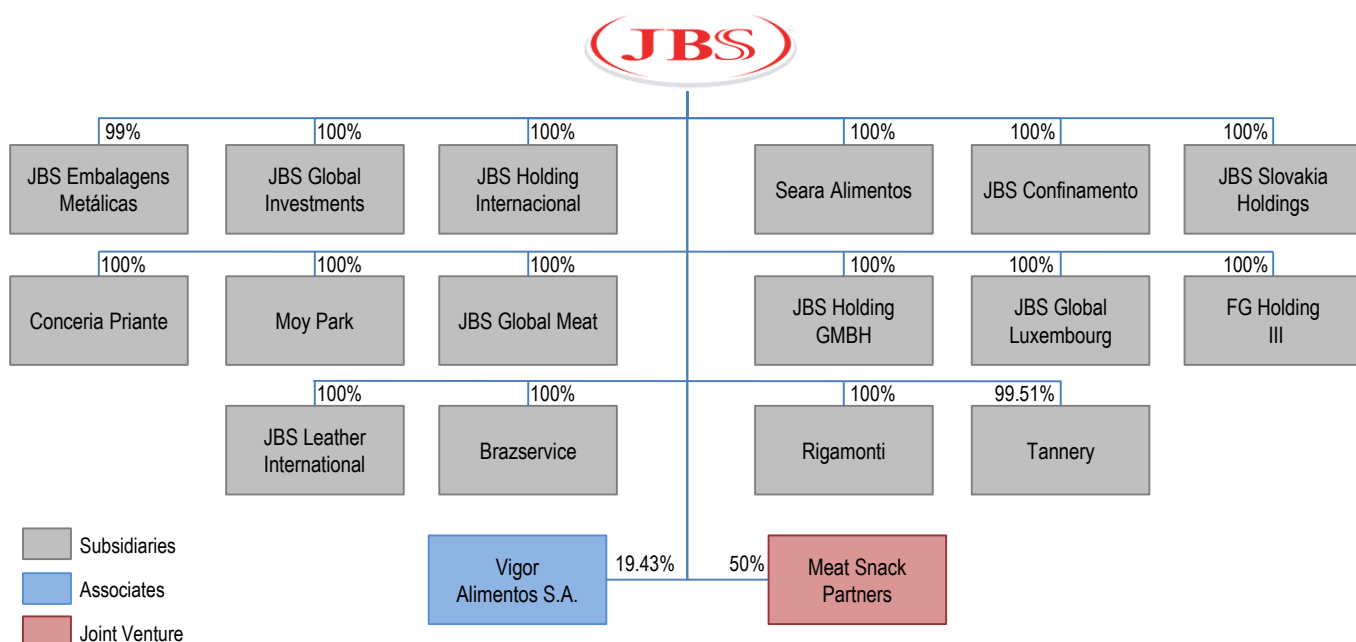 JBS
99%
100%
100%
100%
100%
100%
JBS Embalagens
Metálicas
JBS Global
Investments
JBS Holding
Internacional
Seara Alimentos
JBS Confinamento
JBS Slovakia
Holdings
100%
100%
100%
100%
100%
100%
Conceria Priante
Moy Park
JBS Global Meat
JBS Holding
GMBH
JBS Global
Luxembourg
FG Holding
III
100%
100%
100%
99.51%
JBS Leather
International
Brazservice
Rigamonti
Tannery
Subsidiaries
Associates
Joint Venture
Vigor
Alimentos S.A.
19.43%
50%
Meat Snack
Partners